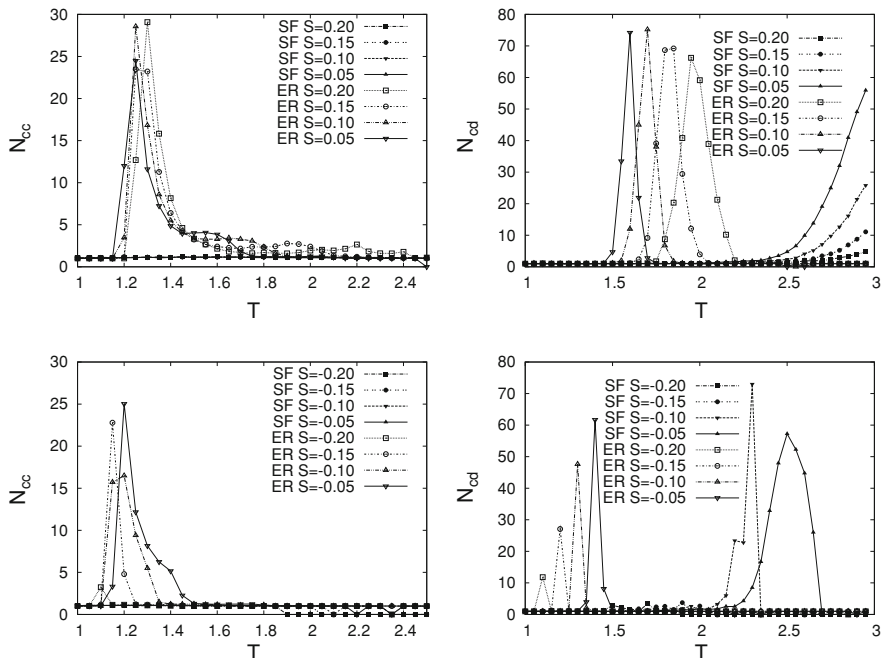 30
25
20
15
10
5
0
N_cc
1
1.2
1.4
1.6
1.8
2
2.2
2.4
T
SF S=0.20
SF S=0.15
SF S=0.10
SF S=0.05
ER S=0.20
ER S=0.15
ER S=0.10
ER S=0.05
80
70
60
50
40
30
20
10
0
N_cd
1
1.5
2
2.5
3
T
SF S=0.20
SF S=0.15
SF S=0.10
SF S=0.05
ER S=0.20
ER S=0.15
ER S=0.10
ER S=0.05
30
25
20
15
10
5
0
N_cc
1
1.2
1.4
1.6
1.8
2
2.2
2.4
T
SF S=-0.20
SF S=-0.15
SF S=-0.10
SF S=-0.05
ER S=-0.20
ER S=-0.15
ER S=-0.10
ER S=-0.05
80
70
60
50
40
30
20
10
0
N_cd
1
1.5
2
2.5
3
T
SF S=-0.20
SF S=-0.15
SF S=-0.10
SF S=-0.05
ER S=-0.20
ER S=-0.15
ER S=-0.10
ER S=-0.05